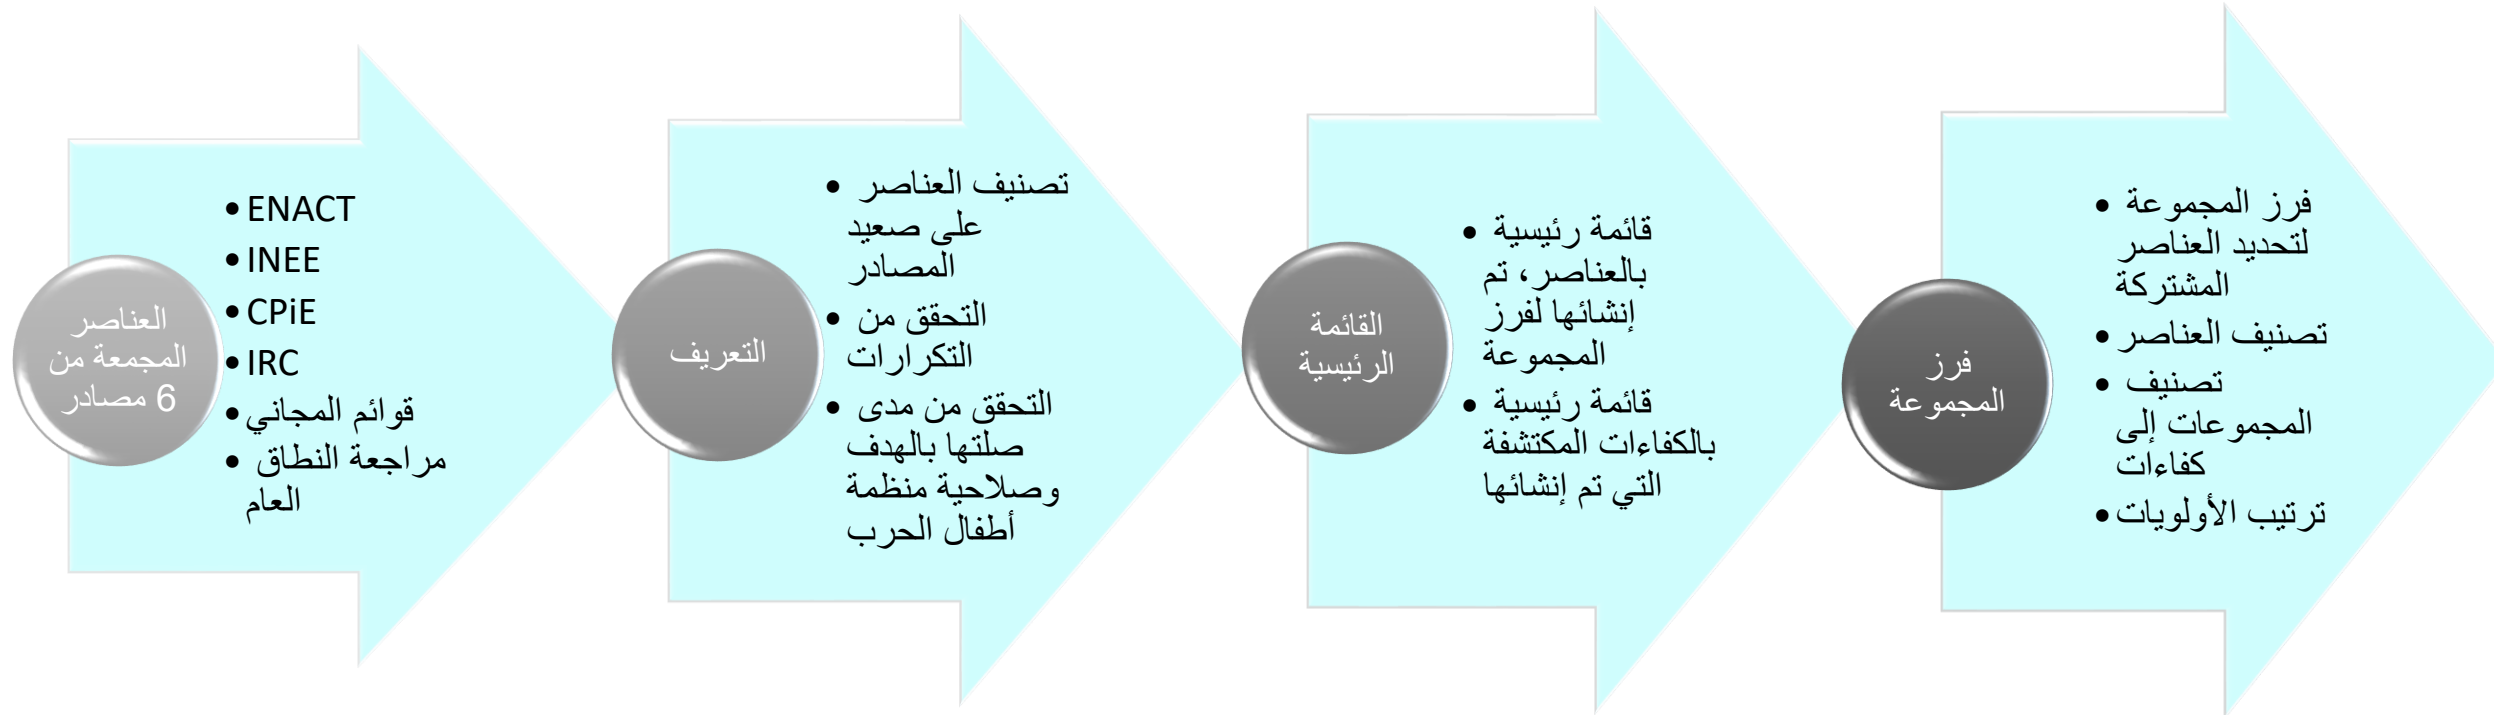 العناصر
المجمعة من
6 مصادر
• ENACT
• INEE
• CPiE
• IRC
• قوائم المجاني
• مراجعة النطاق
العام
التعريف
• تصنيف العناصر
على صعيد
المصادر
• التحقق من
التكرارات
• التحقق من مدى
صلتها بالهدف
وصلاحية منظمة
أطفال الحرب
القائمة
الرئيسية
• قائمة رئيسية
بالعناصر، تم
إنشائها لفرز
المجموعة
• قائمة رئيسية
بالكفاءات المكتشفة
التي تم إنشائها
فرز
المجموعة
• فرز المجموعة
لتحديد العناصر
المشتركة
• تصنيف العناصر
• تصنيف
المجموعات إلى
كفاءات
• ترتيب الأولويات